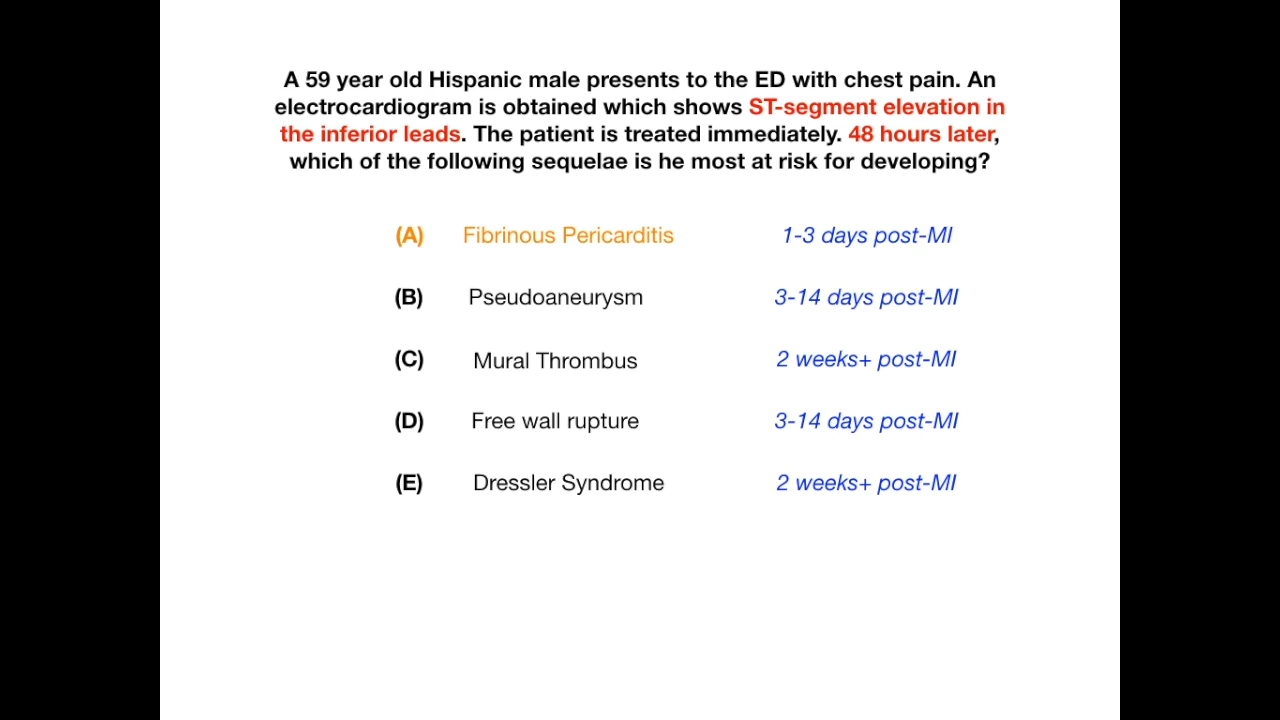 A 59 year old Hispanic male presents to the ED with chest pain. An
electrocardiogram is obtained which shows ST-segment elevation in
the inferior leads. The patient is treated immediately. 48 hours later,
which of the following sequelae is he most at risk for developing?
(A) Fibrinous Pericarditis 1-3 days post-MI
(B) Pseudoaneurysm 3-14 days post-MI
(C) Mural Thrombus 2 weeks+ post-MI
(D) Free wall rupture 3-14 days post-MI
(E) Dressler Syndrome 2 weeks+ post-MI